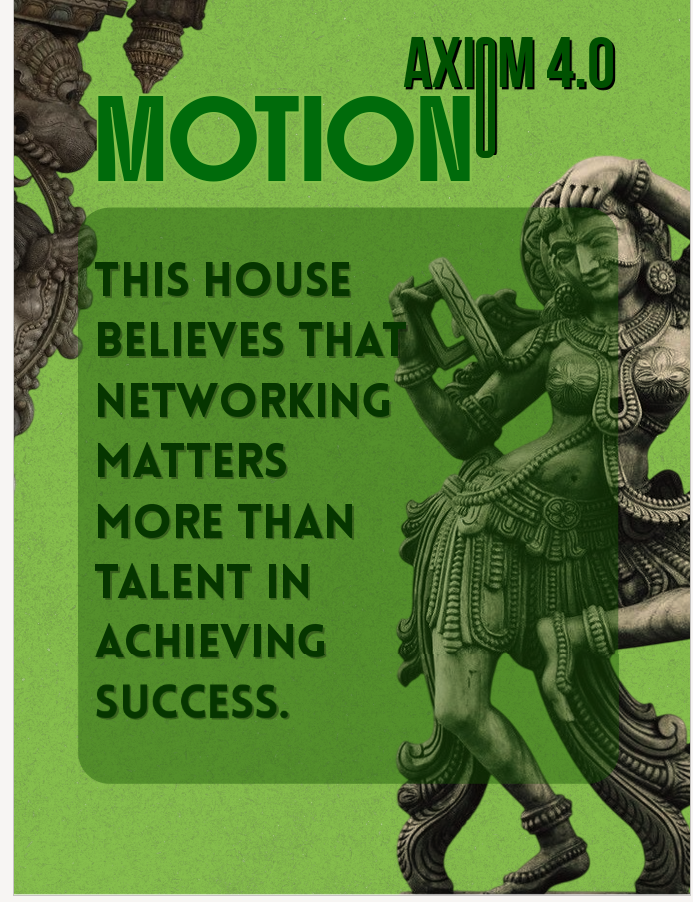 AXIOM 4.0
MOTION
THIS HOUSE
BELIEVES THAT
NETWORKING
MATTERS
MORE THAN
TALENT IN
ACHIEVING
SUCCESS.